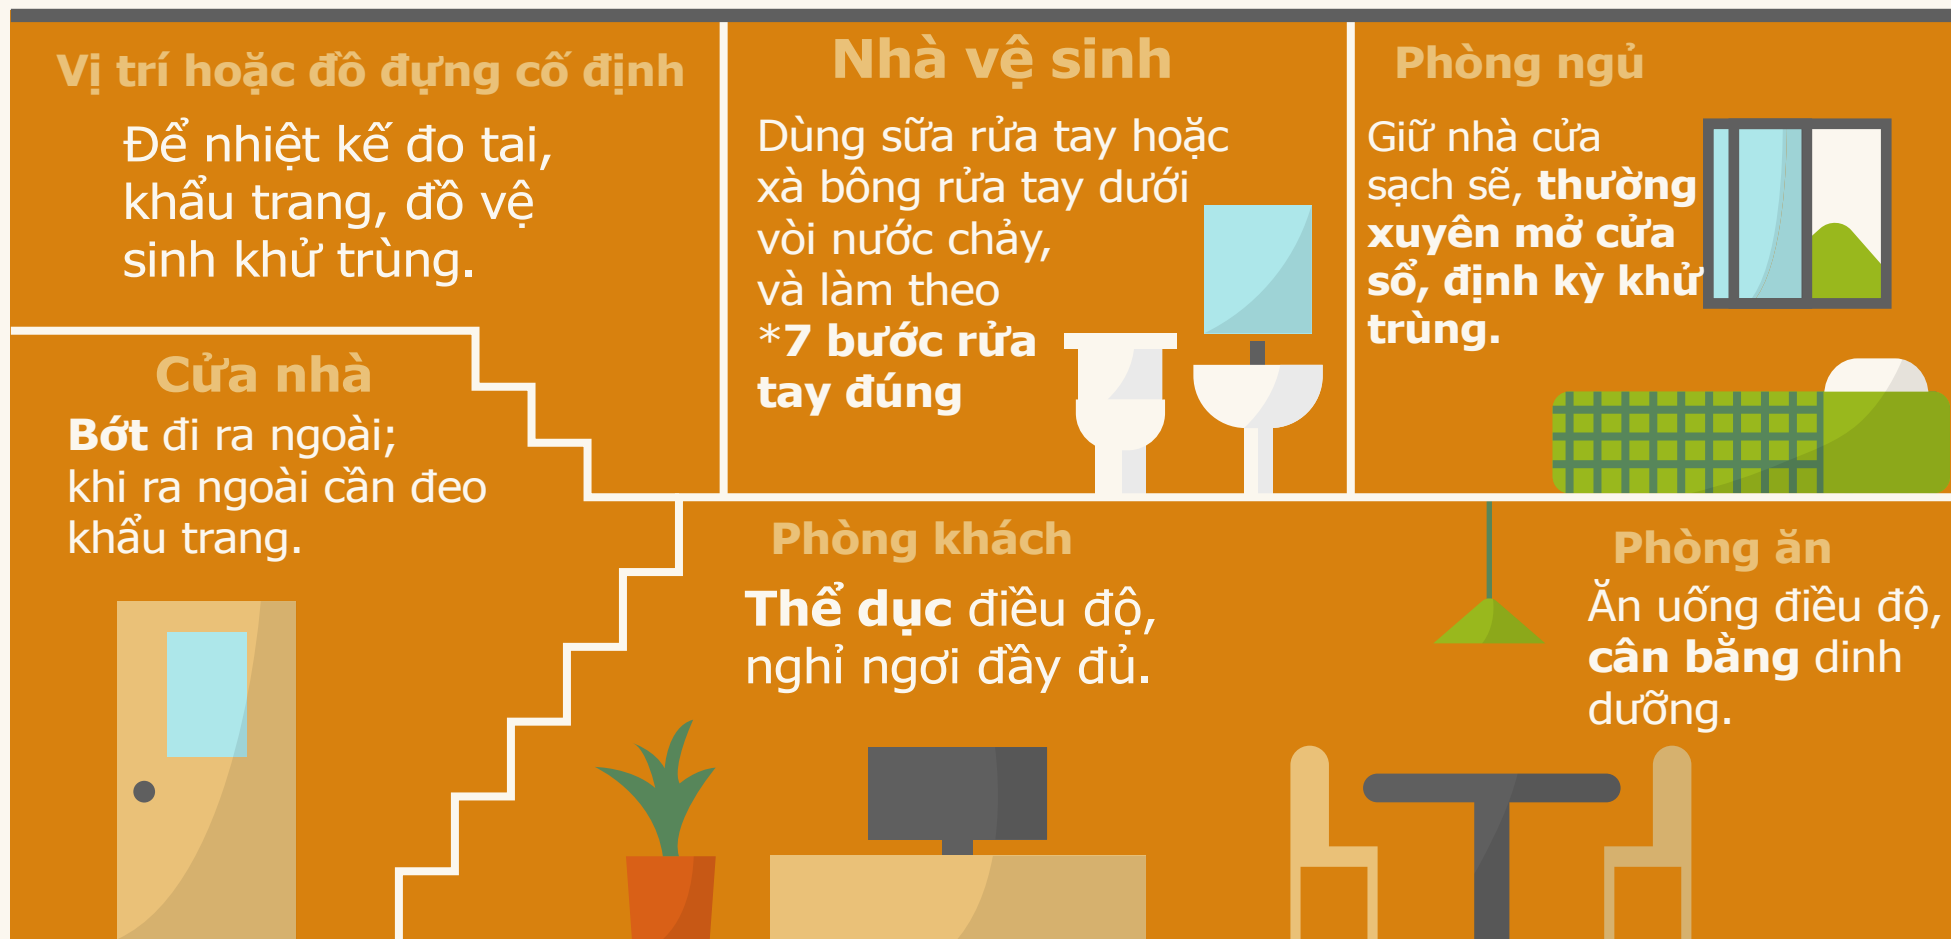 Vị trí hoặc đồ đựng cố định
Để nhiệt kế đo tai,
khẩu trang, đồ vệ
sinh khử trùng.
Nhà vệ sinh
Dùng sữa rửa tay hoặc
xà bông rửa tay dưới
vòi nước chảy,
và làm theo
*7 bước rửa
tay đúng
Phòng ngủ
Giữ nhà cửa
sạch sẽ, thường
xuyên mở cửa
sổ, định kỳ khử
trùng.
Cửa nhà
Bớt đi ra ngoài;
khi ra ngoài cần đeo
khẩu trang.
Phòng khách
Thể dục điều độ,
nghỉ ngơi đầy đủ.
Phòng ăn
Ăn uống điều độ,
cân bằng dinh
dưỡng.